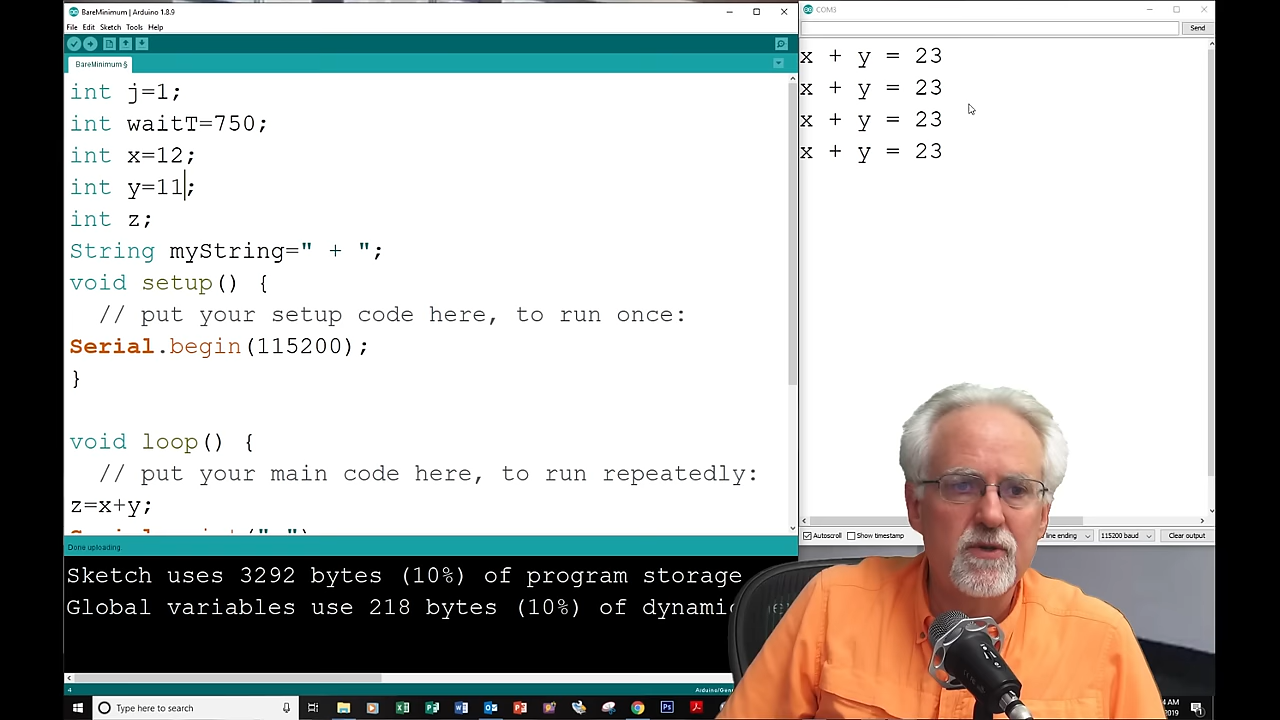 BareMinimum | Arduino 1.8.9
File Edit Sketch Tools Help
BareMinimum §
int j=1;
int waitT=750;
int x=12;
int y=11;
int z;
String myString=" + ";
void setup() {
// put your setup code here, to run once:
Serial.begin(115200);
}
void loop() {
// put your main code here, to run repeatedly:
z=x+y;
Done uploading.
Sketch uses 3292 bytes (10%) of program storage
Global variables use 218 bytes (10%) of dynamic
4
COM3
Send
x + y = 23
x + y = 23
x + y = 23
x + y = 23
Autoscroll Show timestamp
line ending
115200 baud
Clear output
Type here to search